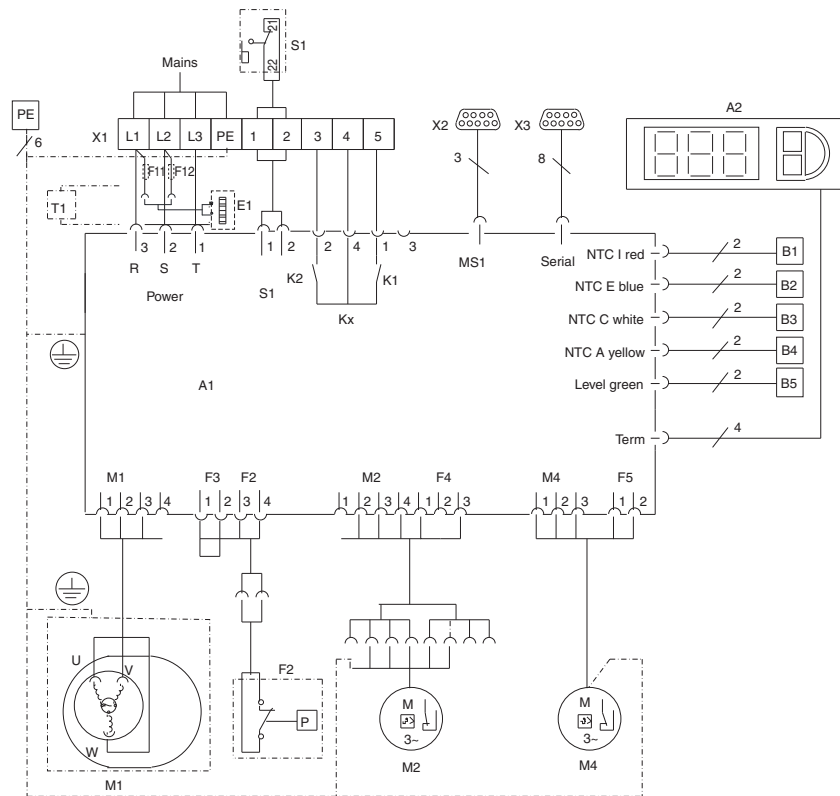 21
S1
22
Mains
PE
6
X1 L1 L2 L3 PE 1 2 3 4 5
X2
X3
A2
3
8
F11 F12
T1
E1
3 2 1
1 2
2 4 1 3
R S T
S1
K2 K1
MS1
Serial
Power
Kx
NTC I red 2 B1
NTC E blue 2 B2
NTC C white 2 B3
NTC A yellow 2 B4
Level green 2 B5
A1
Term 4
M1 F3 F2 M2 F4 M4 F5
1 2 3 4 1 2 3 4 1 2 3 4 1 2 3 1 2 3 1 2
U V
W
M1
F2
P
M
3~
M2
M
3~
M4